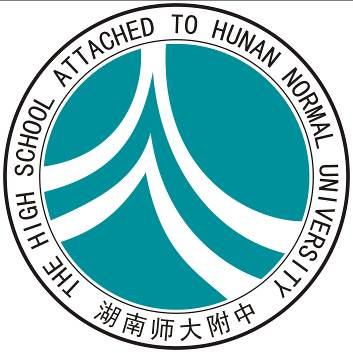 THE HIGH SCHOOL ATTACHED TO HUNAN NORMAL UNIVERSITY
湖南师大附中